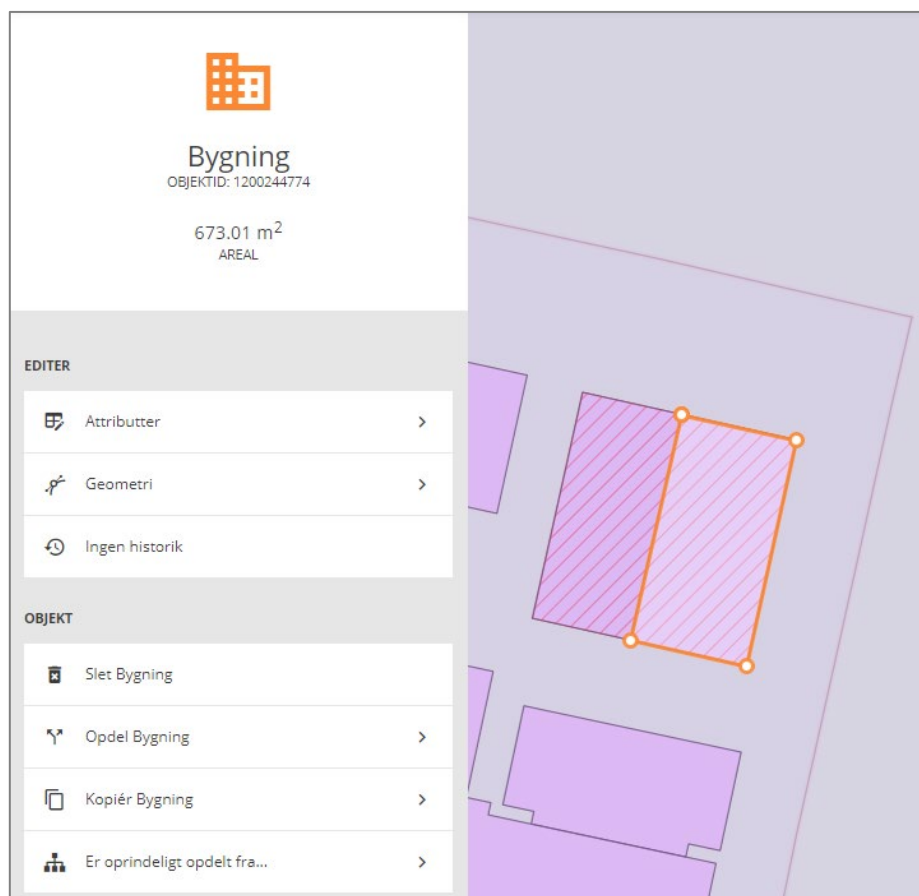 Bygning
OBJEKTID: 1200244774
673.01 m²
AREAL
EDITER
Attributter
Geometri
Ingen historik
OBJEKT
Slet Bygning
Opdel Bygning
Kopiér Bygning
Er oprindeligt opdelt fra...